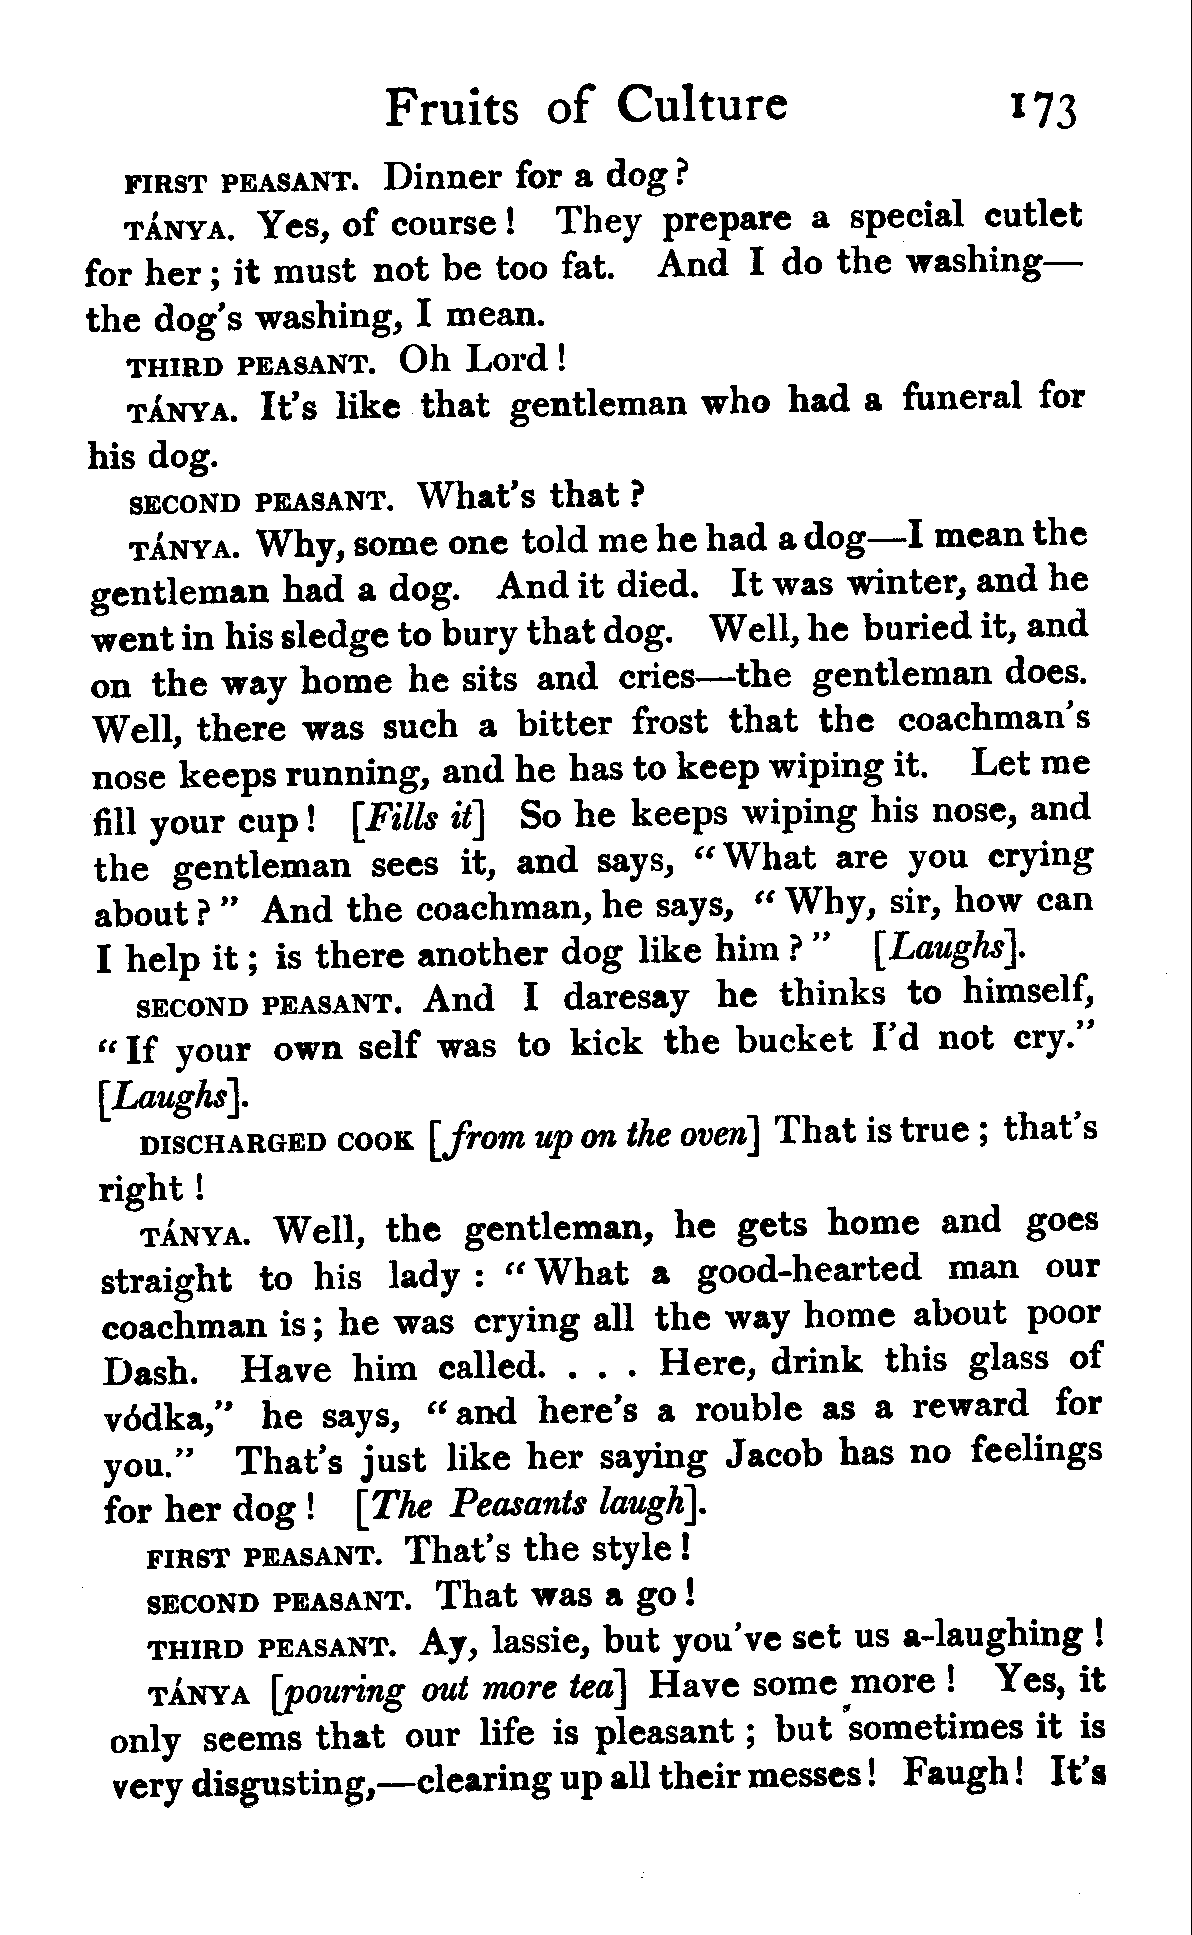 Fruits of Culture 173
FIRST PEASANT. Dinner for a dog?
TÁNYA. Yes, of course! They prepare a special cutlet
for her; it must not be too fat. And I do the washing—
the dog's washing, I mean.
THIRD PEASANT. Oh Lord!
TÁNYA. It's like that gentleman who had a funeral for
his dog.
SECOND PEASANT. What's that?
TÁNYA. Why, some one told me he had a dog—I mean the
gentleman had a dog. And it died. It was winter, and he
went in his sledge to bury that dog. Well, he buried it, and
on the way home he sits and cries—the gentleman does.
Well, there was such a bitter frost that the coachman's
nose keeps running, and he has to keep wiping it. Let me
fill your cup! [Fills it] So he keeps wiping his nose, and
the gentleman sees it, and says, "What are you crying
about?" And the coachman, he says, "Why, sir, how can
I help it; is there another dog like him?" [Laughs].
SECOND PEASANT. And I daresay he thinks to himself,
"If your own self was to kick the bucket I'd not cry."
[Laughs].
DISCHARGED COOK [from up on the oven] That is true; that's
right!
TÁNYA. Well, the gentleman, he gets home and goes
straight to his lady: "What a good-hearted man our
coachman is; he was crying all the way home about poor
Dash. Have him called. . . . Here, drink this glass of
vódka," he says, "and here's a rouble as a reward for
you." That's just like her saying Jacob has no feelings
for her dog! [The Peasants laugh].
FIRST PEASANT. That's the style!
SECOND PEASANT. That was a go!
THIRD PEASANT. Ay, lassie, but you've set us a-laughing!
TÁNYA [pouring out more tea] Have some more! Yes, it
only seems that our life is pleasant; but sometimes it is
very disgusting,—clearing up all their messes! Faugh! It's